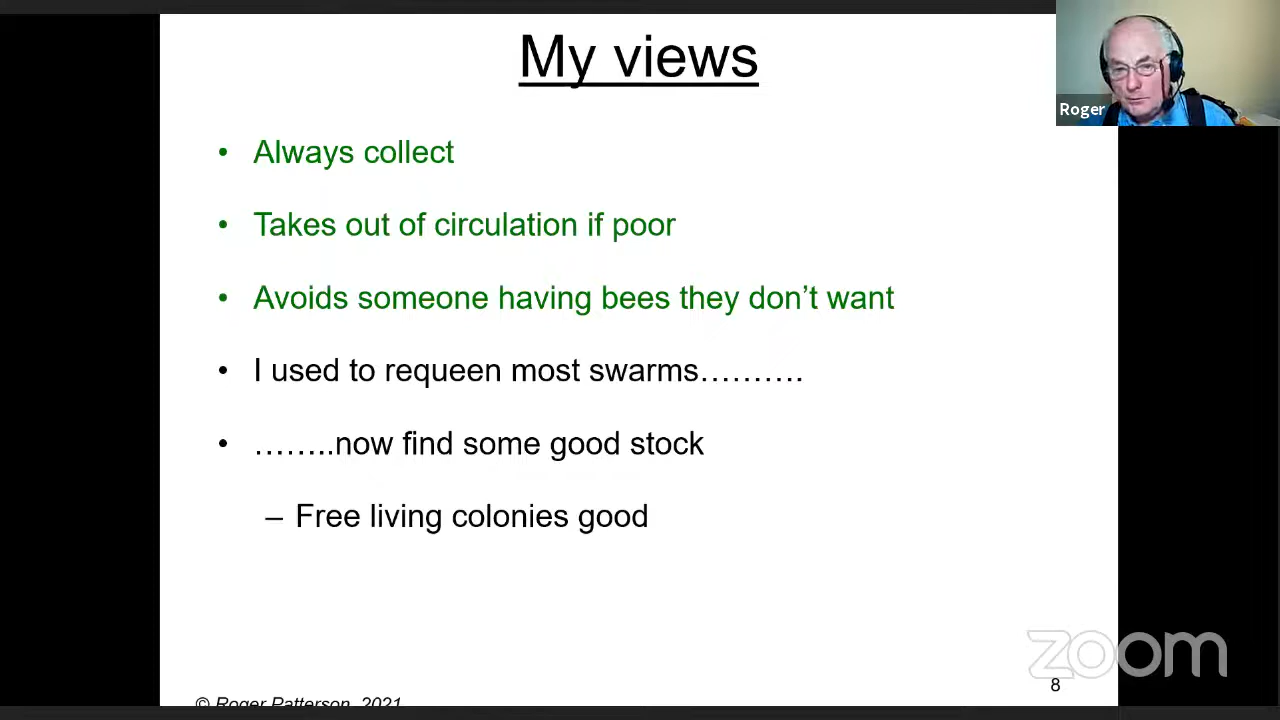 My views
Roger
• Always collect
• Takes out of circulation if poor
• Avoids someone having bees they don’t want
• I used to requeen most swarms……….
• ……..now find some good stock
– Free living colonies good
zoom
8
© Roger Patterson, 2021